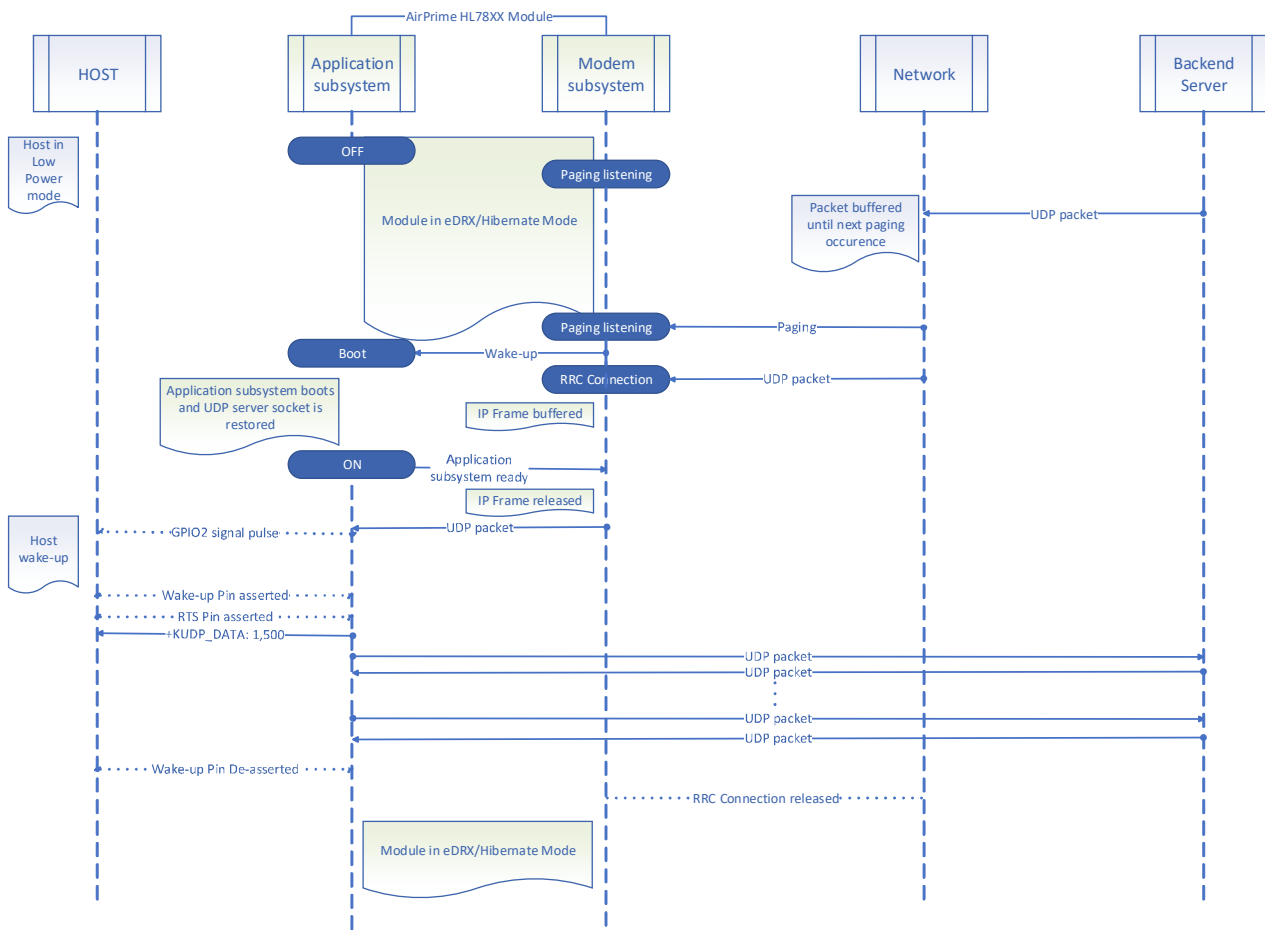 AirPrime HL78XX Module
HOST
Application
subsystem
Modem
subsystem
Network
Backend
Server
Host in
Low
Power
mode
OFF
Paging listening
Module in eDRX/Hibernate Mode
Packet buffered
until next paging
occurence
UDP packet
Paging listening
Paging
Boot
Wake-up
RRC Connection
UDP packet
Application subsystem boots
and UDP server socket is
restored
IP Frame buffered
ON
Application
subsystem ready
IP Frame released
Host
wake-up
GPIO2 signal pulse
UDP packet
Wake-up Pin asserted
RTS Pin asserted
+KUDP_DATA: 1,500
UDP packet
UDP packet
UDP packet
UDP packet
Wake-up Pin De-asserted
RRC Connection released
Module in eDRX/Hibernate Mode